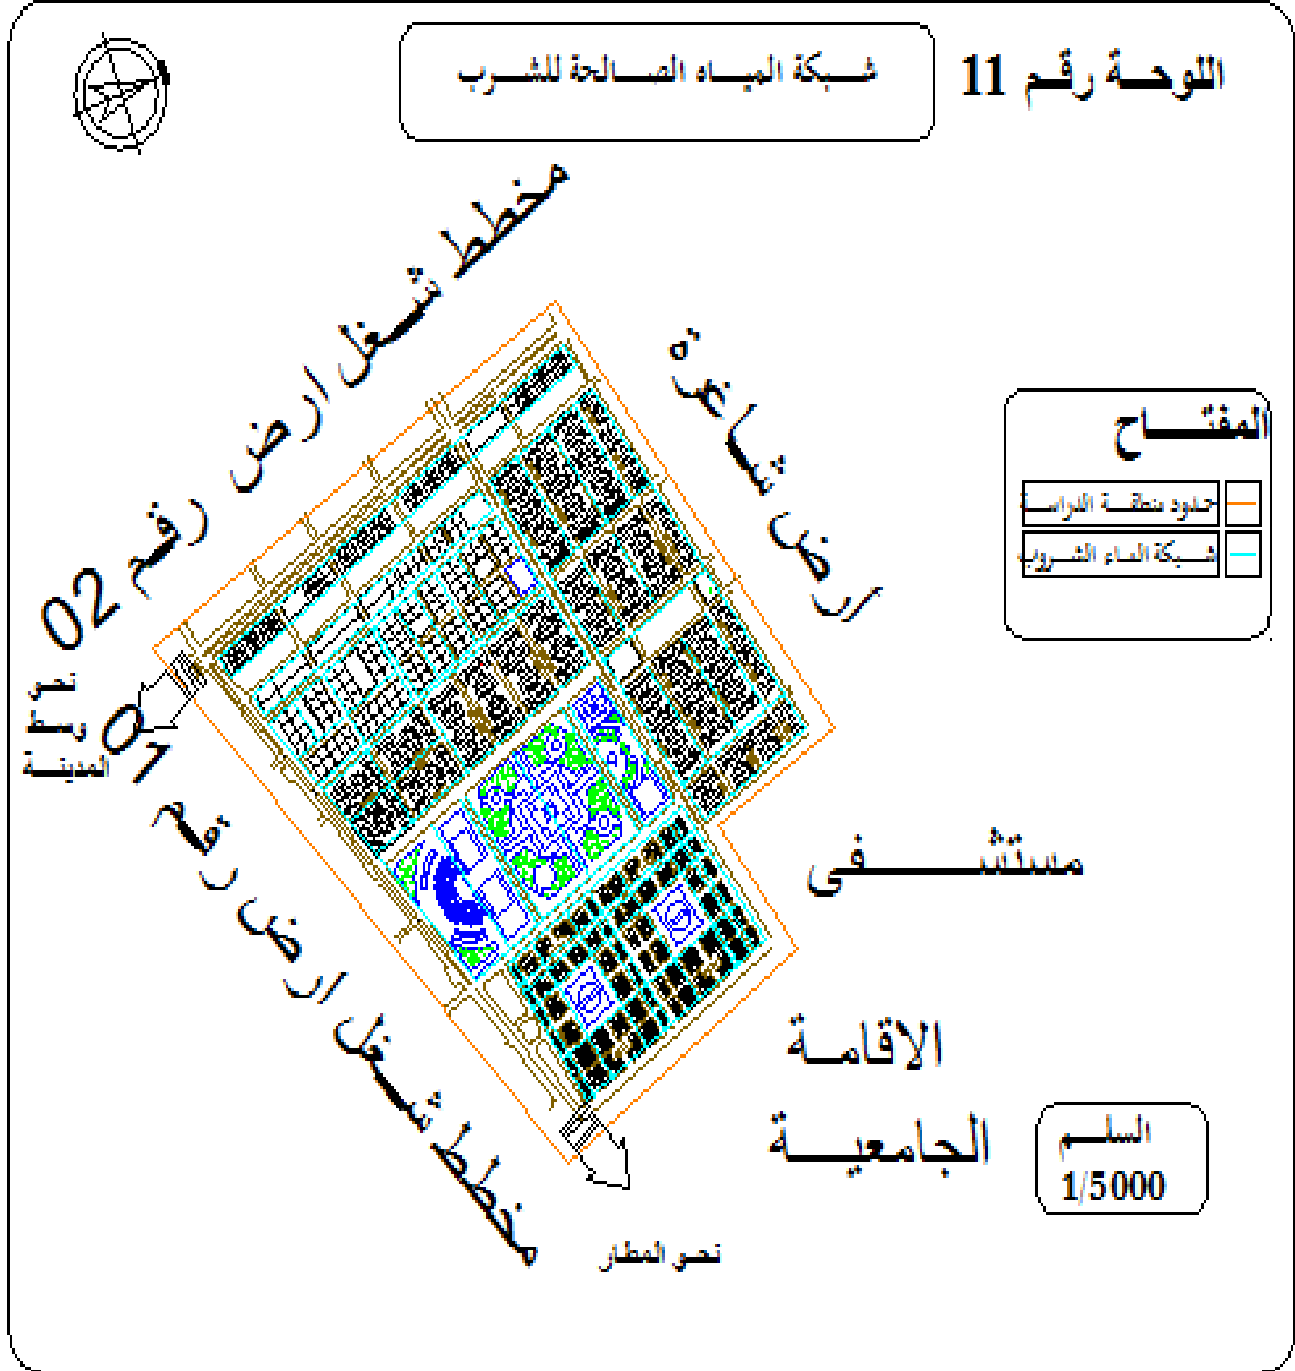 اللوحة رقم 11
شبكة المياه الصالحة للشرب
مخطط شغل ارض رقم 02
ارض شاغرة
المفتاح
حدود منطقة الدراسة
شبكة الماء الشروب
نحو
وسط
المدينة
مخطط شغل ارض رقم 01
مستشفى
الاقامة
الجامعية
السلم
1/5000
نحو المطار